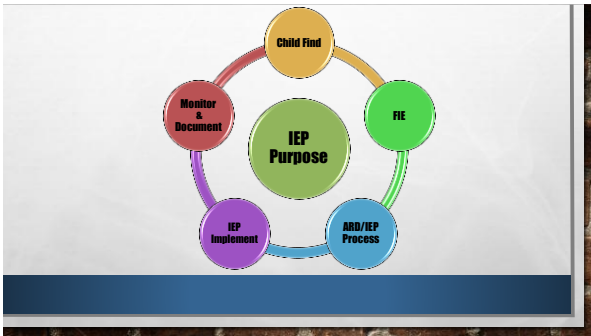 Child Find
Monitor
&
Document
FIE
IEP
Purpose
IEP
Implement
ARD/IEP
Process